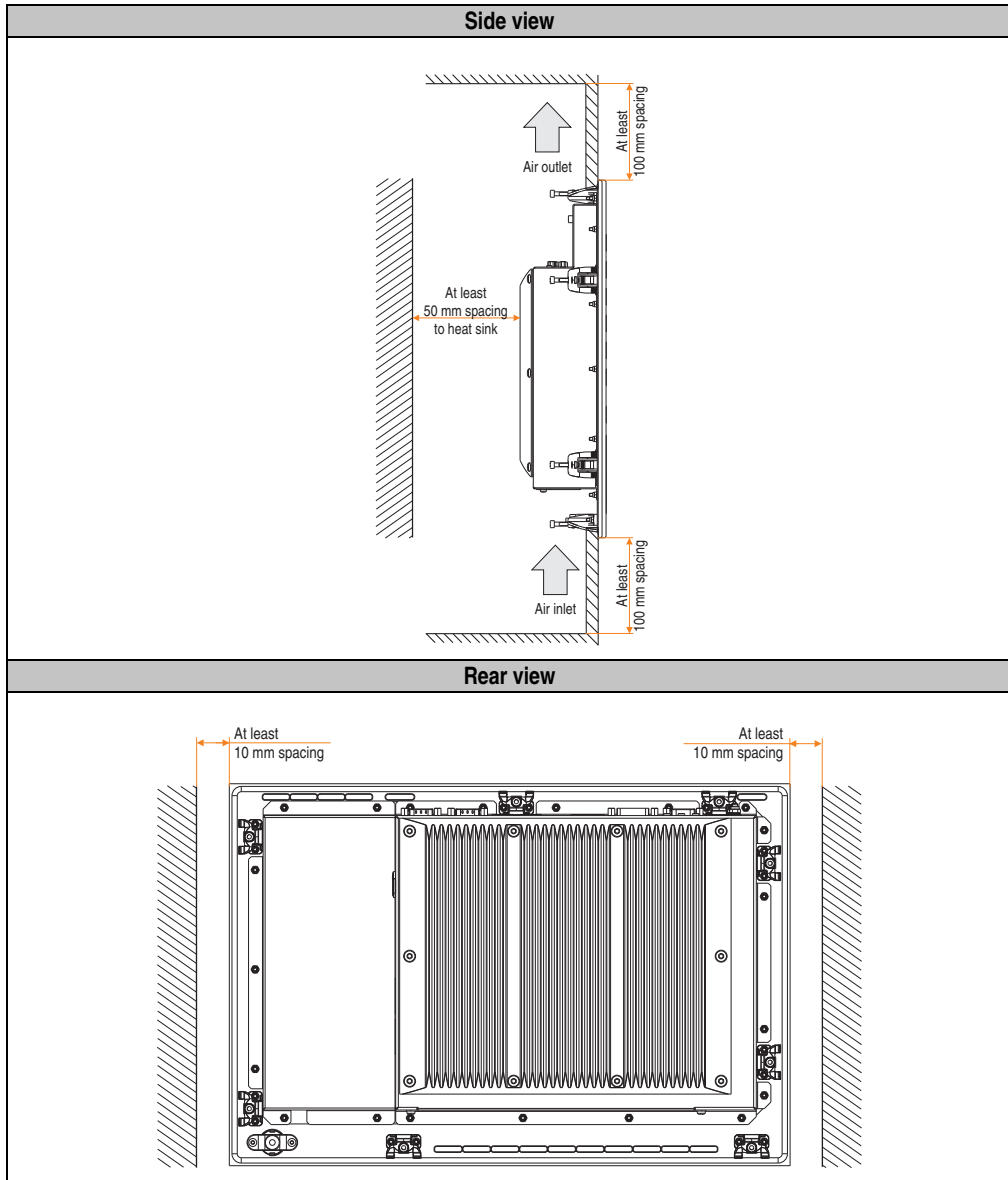 Side view
At least
100 mm spacing
Air outlet
At least
50 mm spacing
to heat sink
At least
100 mm spacing
Air inlet
Rear view
At least
10 mm spacing
At least
10 mm spacing